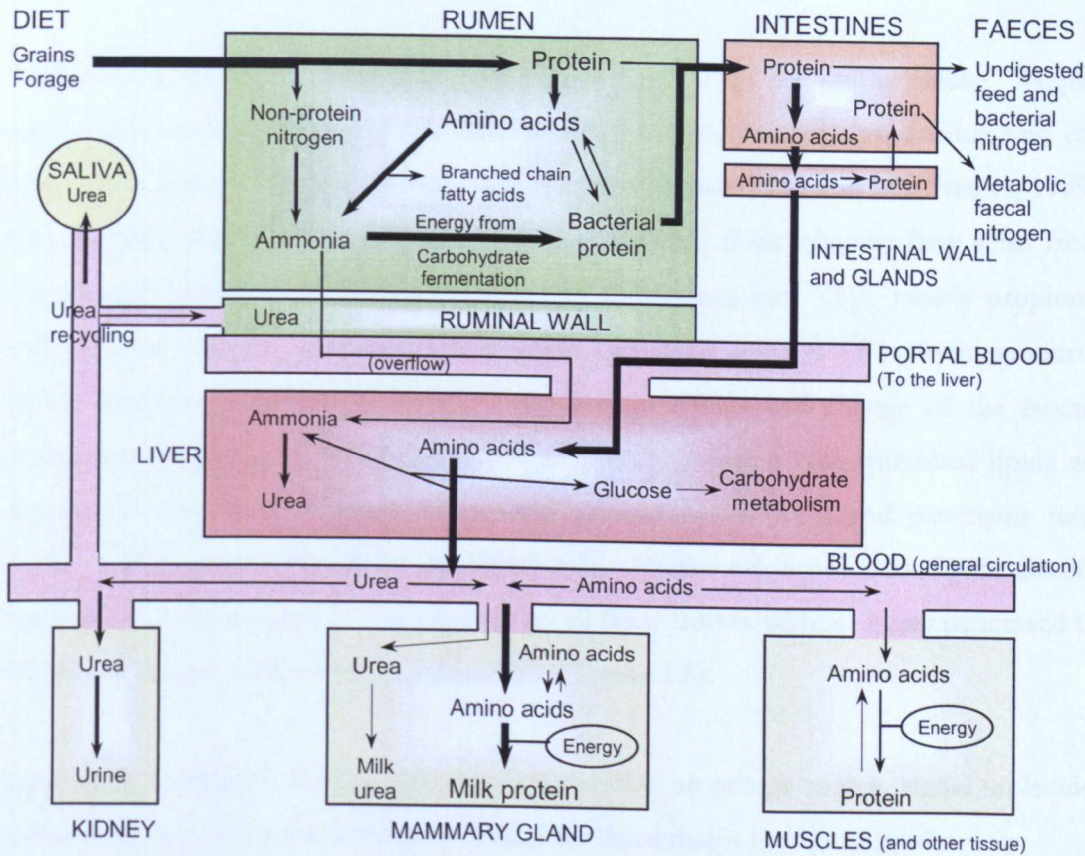 DIET
RUMEN
INTESTINES
FAECES
Grains
Forage
Protein
Protein
Undigested
feed and
bacterial
nitrogen
Non-protein
nitrogen
Amino acids
Protein
Amino acids
SALIVA
Urea
Branched chain
fatty acids
Amino acids
Protein
Metabolic
faecal
nitrogen
Ammonia
Energy from
Carbohydrate
fermentation
Bacterial
protein
INTESTINAL WALL
and GLANDS
Urea
recycling
Urea
RUMINAL WALL
(overflow)
PORTAL BLOOD
(To the liver)
LIVER
Ammonia
Amino acids
Urea
Glucose
Carbohydrate
metabolism
BLOOD (general circulation)
Urea
Amino acids
Urea
Urine
KIDNEY
Urea
Amino acids
Amino acids
Energy
Milk
urea
Milk protein
MAMMARY GLAND
Amino acids
Energy
Protein
MUSCLES (and other tissue)